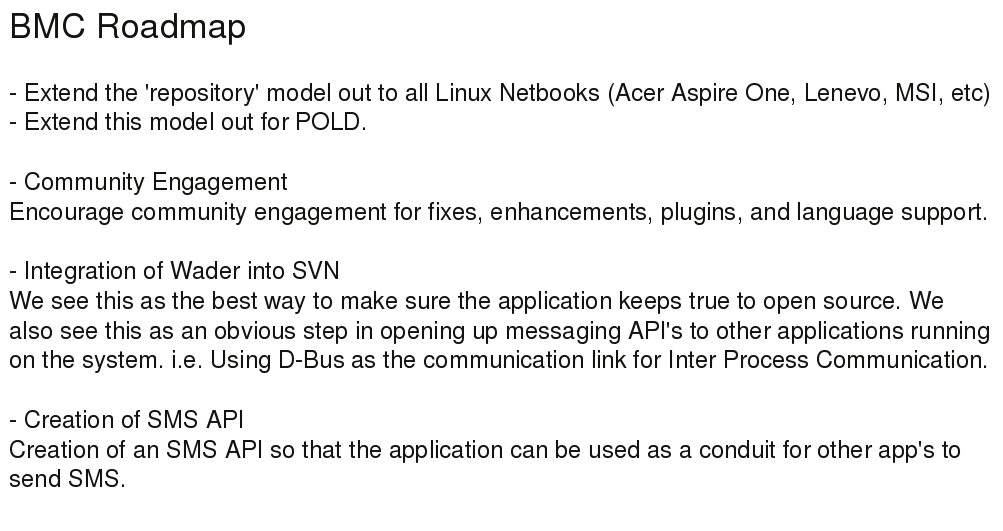 BMC Roadmap
- Extend the 'repository' model out to all Linux Netbooks (Acer Aspire One, Lenevo, MSI, etc)
- Extend this model out for POLD.
- Community Engagement
Encourage community engagement for fixes, enhancements, plugins, and language support.
- Integration of Wader into SVN
We see this as the best way to make sure the application keeps true to open source. We
also see this as an obvious step in opening up messaging API's to other applications running
on the system. i.e. Using D-Bus as the communication link for Inter Process Communication.
- Creation of SMS API
Creation of an SMS API so that the application can be used as a conduit for other app's to
send SMS.